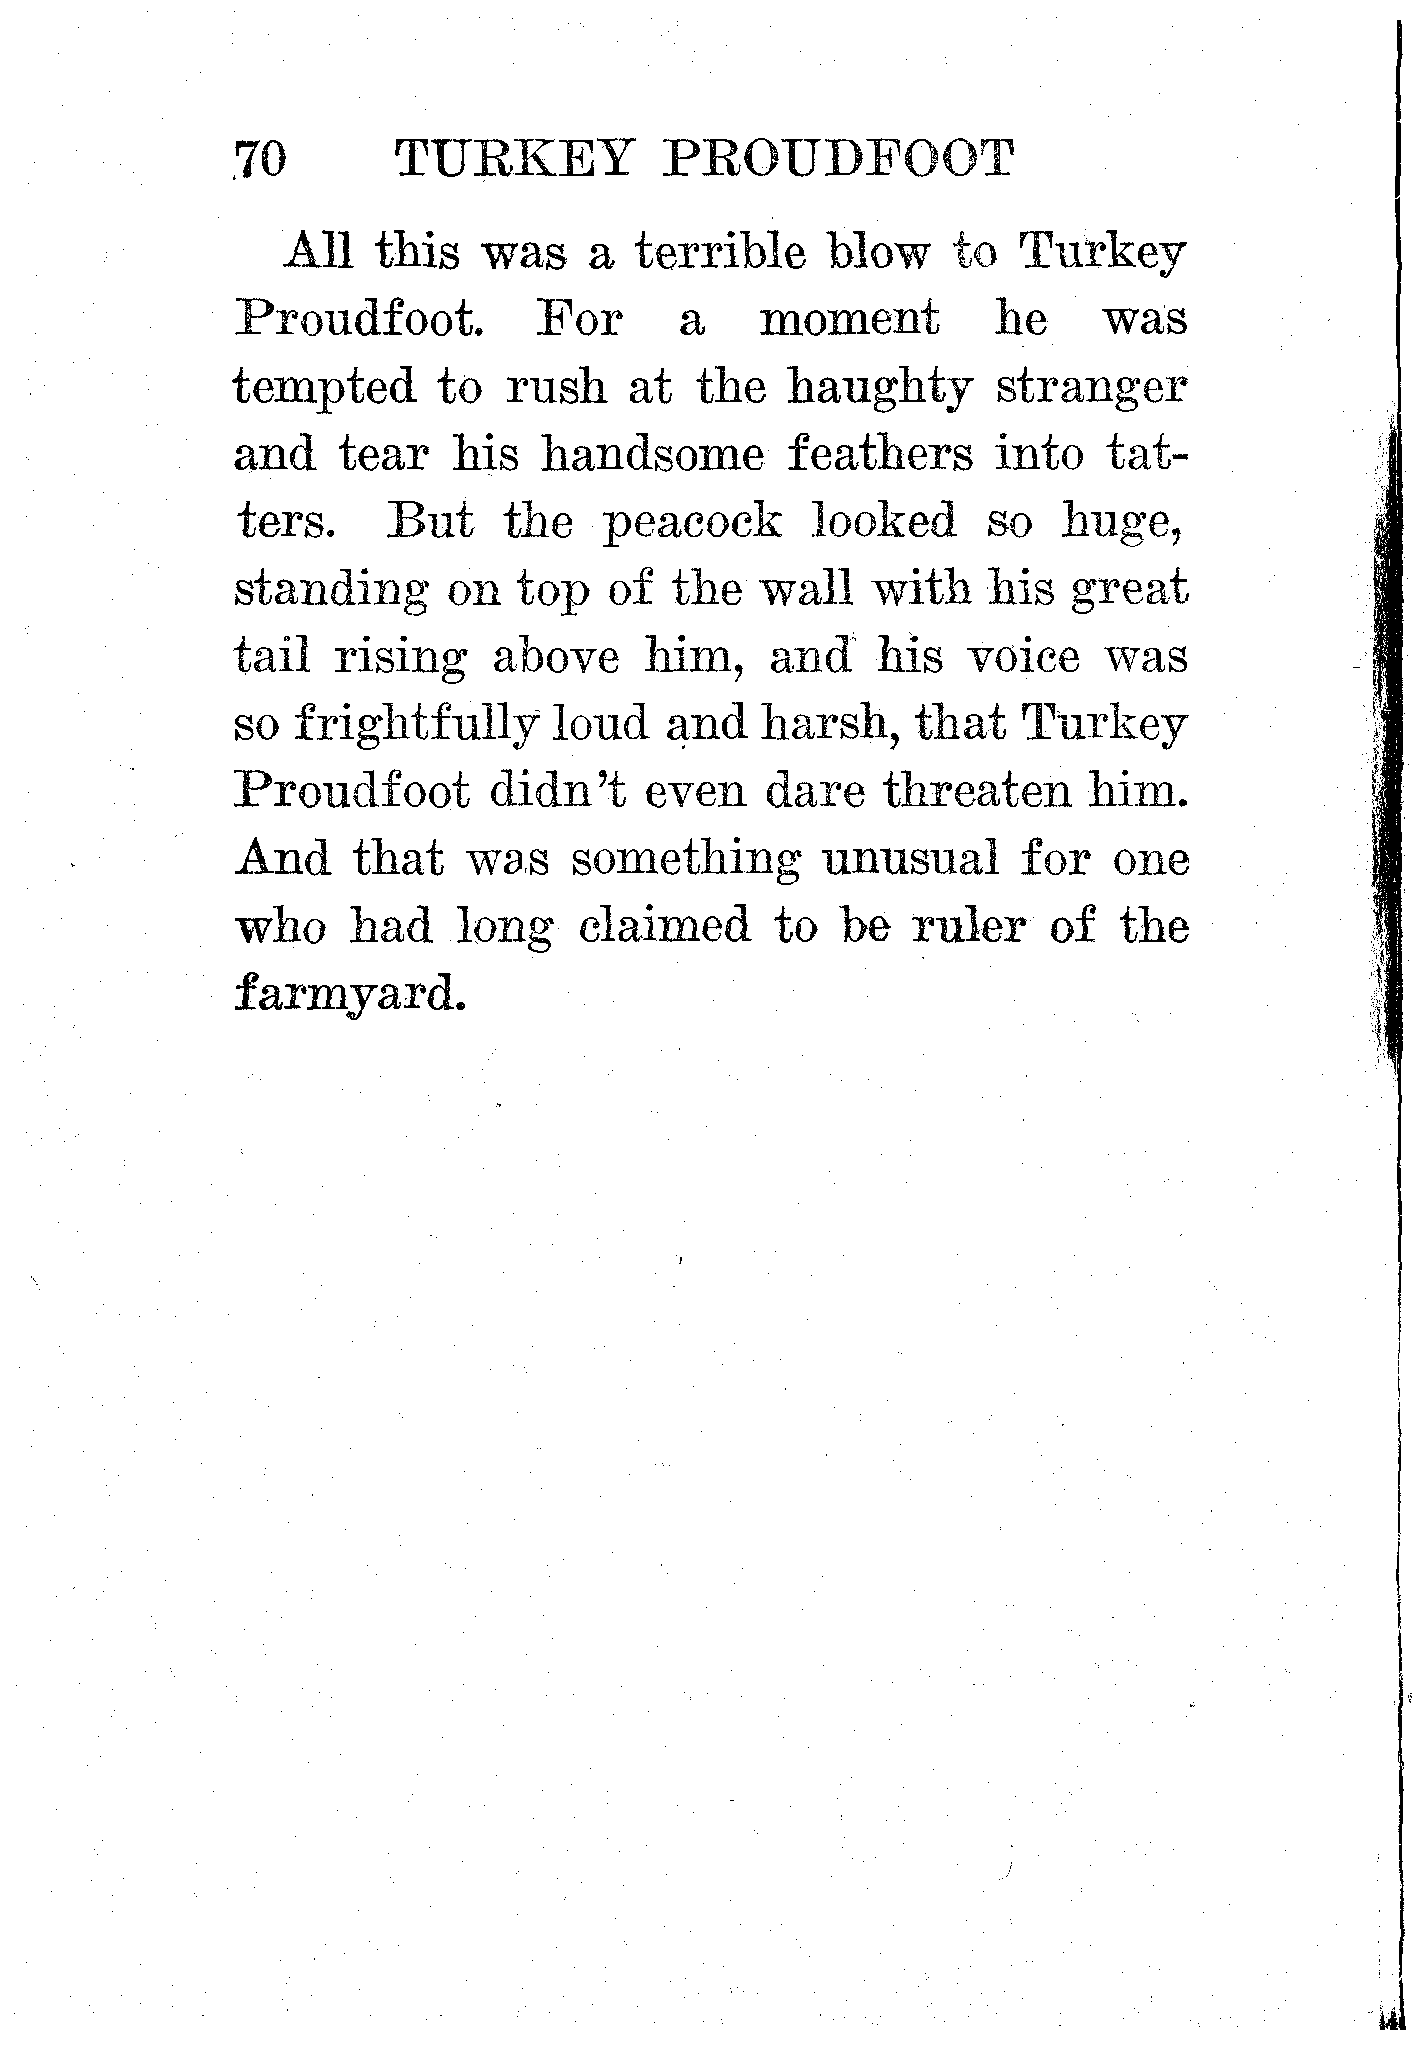 70 TURKEY PROUDFOOT
All this was a terrible blow to Turkey
Proudfoot. For a moment he was
tempted to rush at the haughty stranger
and tear his handsome feathers into tat-
ters. But the peacock looked so huge,
standing on top of the wall with his great
tail rising above him, and his voice was
so frightfully loud and harsh, that Turkey
Proudfoot didn't even dare threaten him.
And that was something unusual for one
who had long claimed to be ruler of the
farmyard.